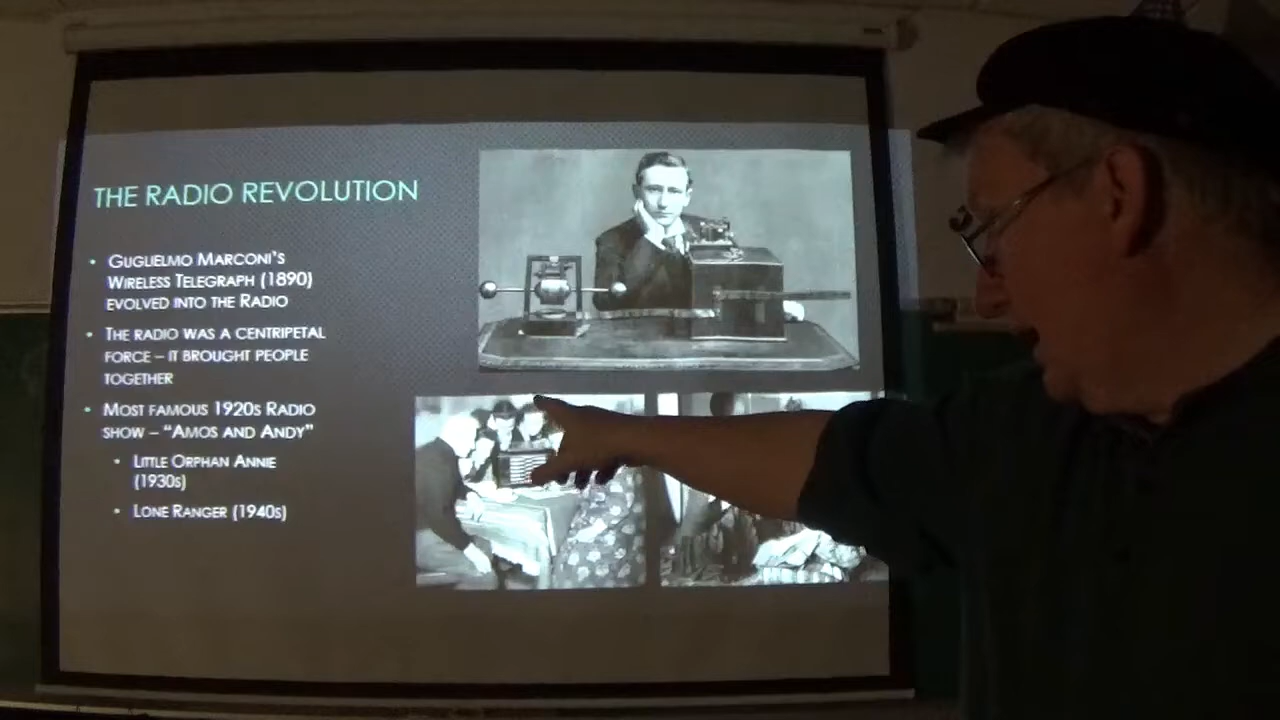 THE RADIO REVOLUTION
• GUGLIELMO MARCONI'S
WIRELESS TELEGRAPH (1890)
EVOLVED INTO THE RADIO
• THE RADIO WAS A CENTRIPETAL
FORCE – IT BROUGHT PEOPLE
TOGETHER
• MOST FAMOUS 1920S RADIO
SHOW – "AMOS AND ANDY"
• LITTLE ORPHAN ANNIE
(1930S)
• LONE RANGER (1940S)